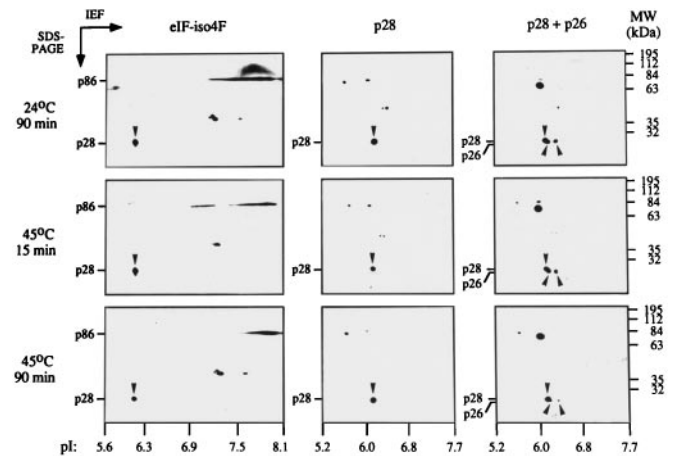 IEF
SDS-
PAGE
eIF-iso4F
p28
p28 + p26
MW
(kDa)
24°C
90 min
p86
p28
p28
p28
p26
195
112
84
63
35
32
45°C
15 min
p86
p28
p28
p28
p26
195
112
84
63
35
32
45°C
90 min
p86
p28
p28
p28
p26
195
112
84
63
35
32
pI:
5.6 6.3 6.9 7.5 8.1
5.2 6.0 6.8 7.7
5.2 6.0 6.8 7.7